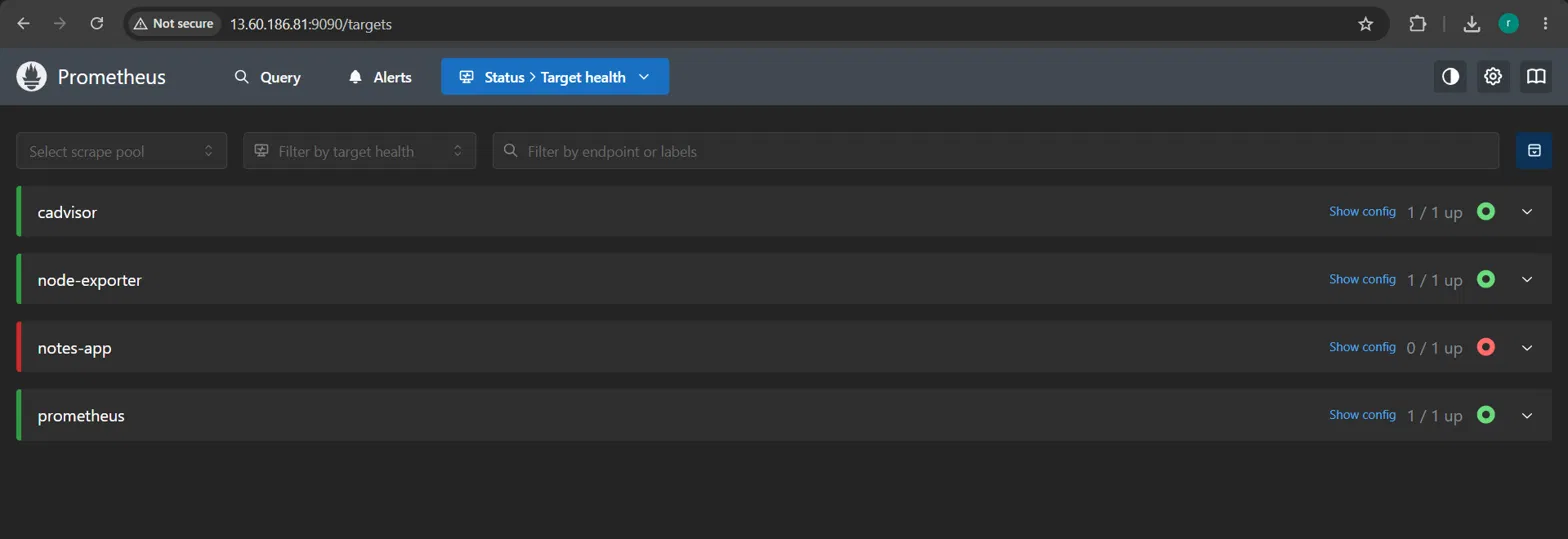 Not secure 13.60.186.81:9090/targets r
Prometheus Query Alerts Status > Target health
Select scrape pool Filter by target health Filter by endpoint or labels
cadvisor Show config 1 / 1 up
node-exporter Show config 1 / 1 up
notes-app Show config 0 / 1 up
prometheus Show config 1 / 1 up